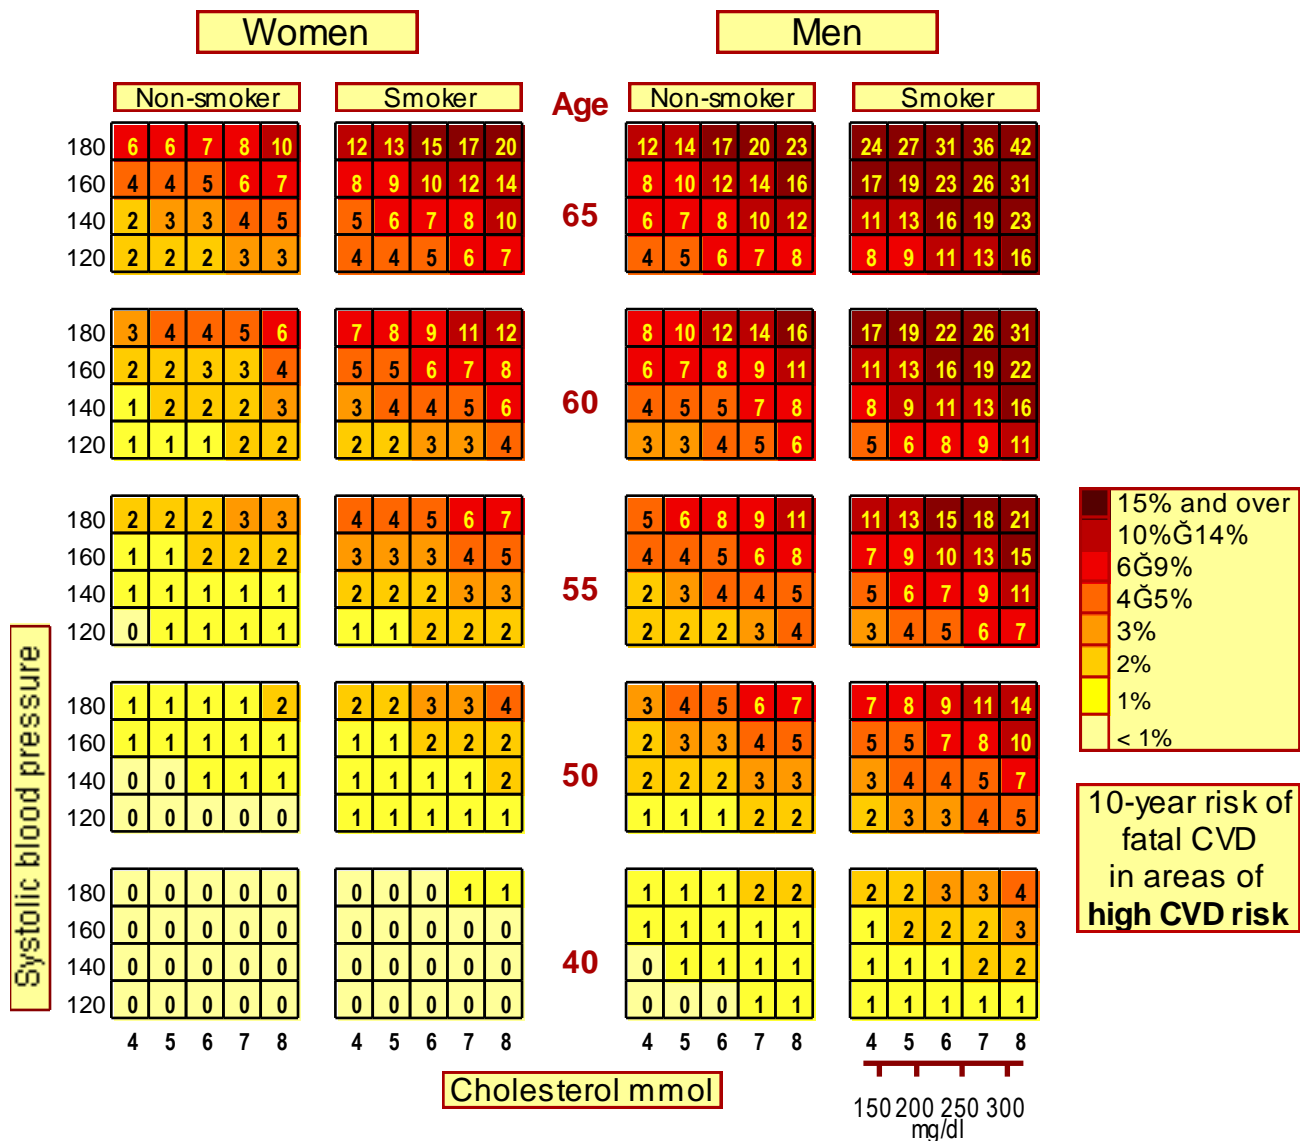 Women Men
Non-smoker Smoker Age Non-smoker Smoker
180 6 6 7 8 10 12 13 15 17 20 12 14 17 20 23 24 27 31 36 42
160 4 4 5 6 7 8 9 10 12 14 8 10 12 14 16 17 19 23 26 31
65
140 2 3 3 4 5 5 6 7 8 10 6 7 8 10 12 11 13 16 19 23
120 2 2 2 3 3 4 4 5 6 7 4 5 6 7 8 8 9 11 13 16
180 3 4 4 5 6 7 8 9 11 12 8 10 12 14 16 17 19 22 26 31
160 2 2 3 3 4 5 5 6 7 8 6 7 8 9 11 11 13 16 19 22
60
140 1 2 2 2 3 3 4 4 5 6 4 5 5 7 8 8 9 11 13 16
120 1 1 1 2 2 2 2 3 3 4 3 3 4 5 6 5 6 8 9 11
180 2 2 2 3 3 4 4 5 6 7 5 6 8 9 11 11 13 15 18 21
160 1 1 2 2 2 3 3 3 4 5 4 4 5 6 8 7 9 10 13 15
55
140 1 1 1 1 1 2 2 2 3 3 2 3 4 4 5 5 6 7 9 11
120 0 1 1 1 1 1 1 2 2 2 2 2 2 3 4 3 4 5 6 7
180 1 1 1 1 2 2 2 3 3 4 3 4 5 6 7 7 8 9 11 14
160 1 1 1 1 1 1 1 2 2 2 2 3 3 4 5 5 5 7 8 10
50
140 0 0 1 1 1 1 1 1 1 2 2 2 2 3 3 3 4 4 5 7
120 0 0 0 0 0 1 1 1 1 1 1 1 1 2 2 2 3 3 4 5
180 0 0 0 0 0 0 0 0 1 1 1 1 1 2 2 2 2 3 3 4
160 0 0 0 0 0 0 0 0 0 0 1 1 1 1 1 1 2 2 2 3
40
140 0 0 0 0 0 0 0 0 0 0 0 1 1 1 1 1 1 1 2 2
120 0 0 0 0 0 0 0 0 0 0 0 0 0 1 1 1 1 1 1 1
4 5 6 7 8 4 5 6 7 8 4 5 6 7 8 4 5 6 7 8
Systolic blood pressure
Cholesterol mmol
150 200 250 300
mg/dl
15% and over
10%Ğ14%
6Ğ9%
4Ğ5%
3%
2%
1%
< 1%
10-year risk of
fatal CVD
in areas of
high CVD risk